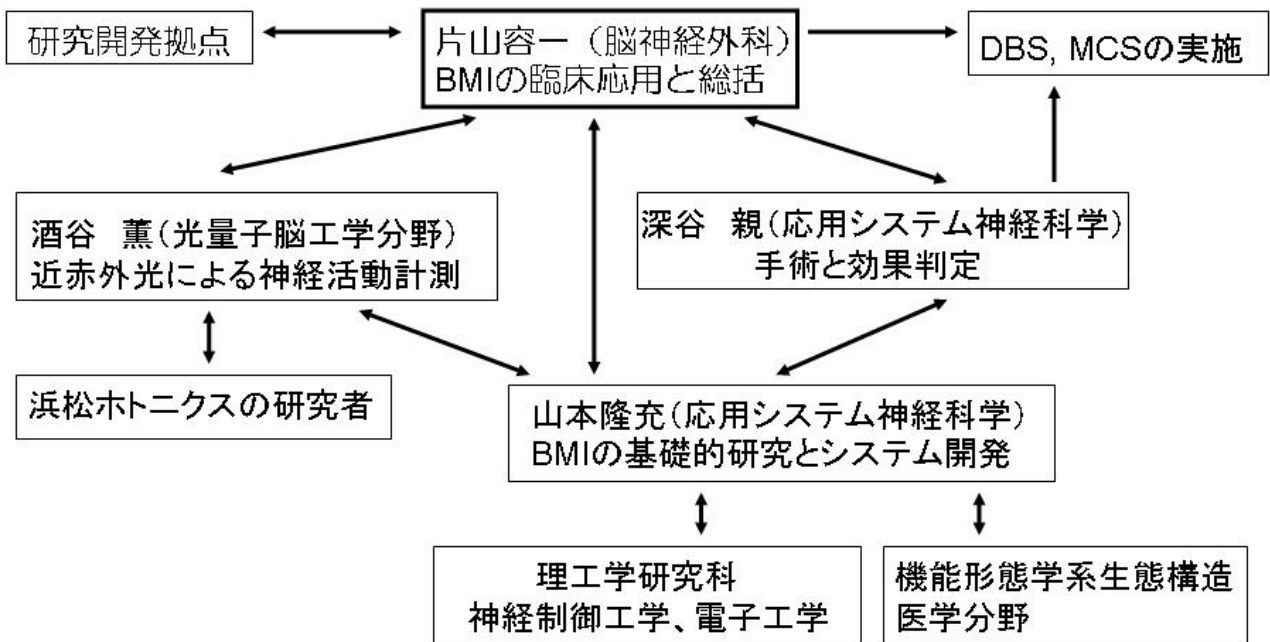 研究開発拠点
片山容一（脳神経外科）
BMIの臨床応用と総括
DBS, MCSの実施
酒谷　薫（光量子脳工学分野）
近赤外光による神経活動計測
深谷　親（応用システム神経科学）
手術と効果判定
浜松ホトニクスの研究者
山本隆充（応用システム神経科学）
BMIの基礎的研究とシステム開発
理工学研究科
神経制御工学、電子工学
機能形態学系生態構造
医学分野